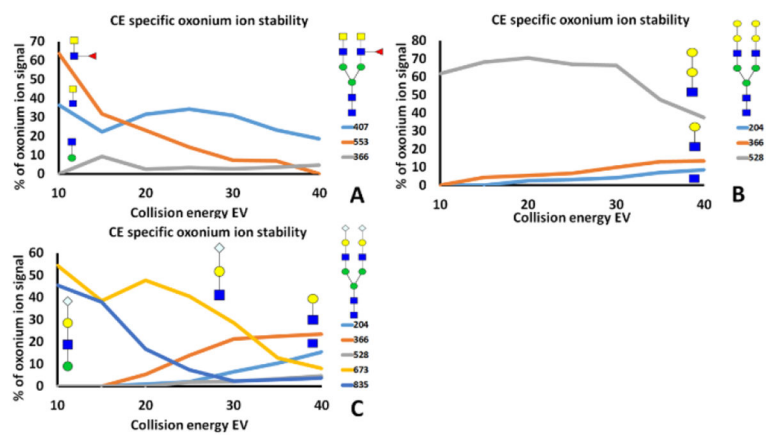 CE specific oxonium ion stability
% of oxonium ion signal
70
60
50
40
30
20
10
0
10 20 30 40
Collision energy EV
407
553
366
A
CE specific oxonium ion stability
% of oxonium ion signal
80
70
60
50
40
30
20
10
0
10 20 30 40
Collision energy EV
204
366
528
B
CE specific oxonium ion stability
% of oxonium ion signal
60
50
40
30
20
10
0
10 20 30 40
Collision energy EV
204
366
528
673
835
C